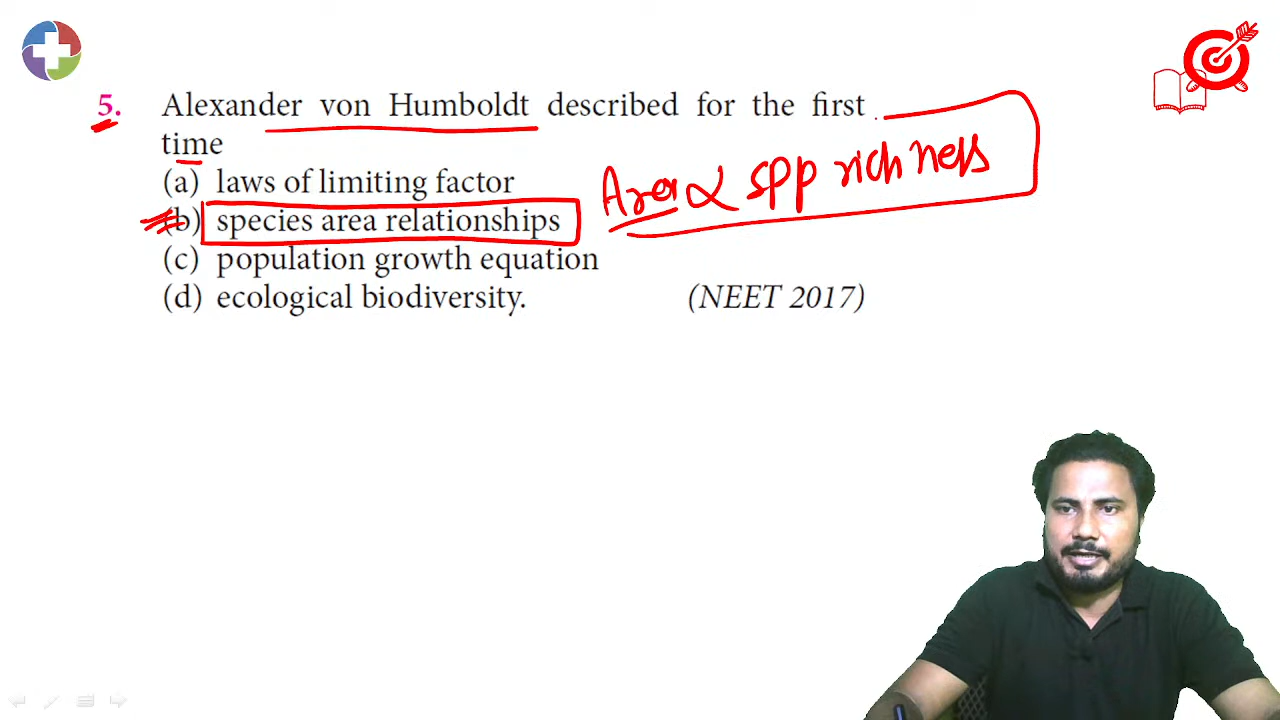 5. Alexander von Humboldt described for the first
time
(a) laws of limiting factor
(b) species area relationships
Area ∝ spp richness
(c) population growth equation
(d) ecological biodiversity. (NEET 2017)